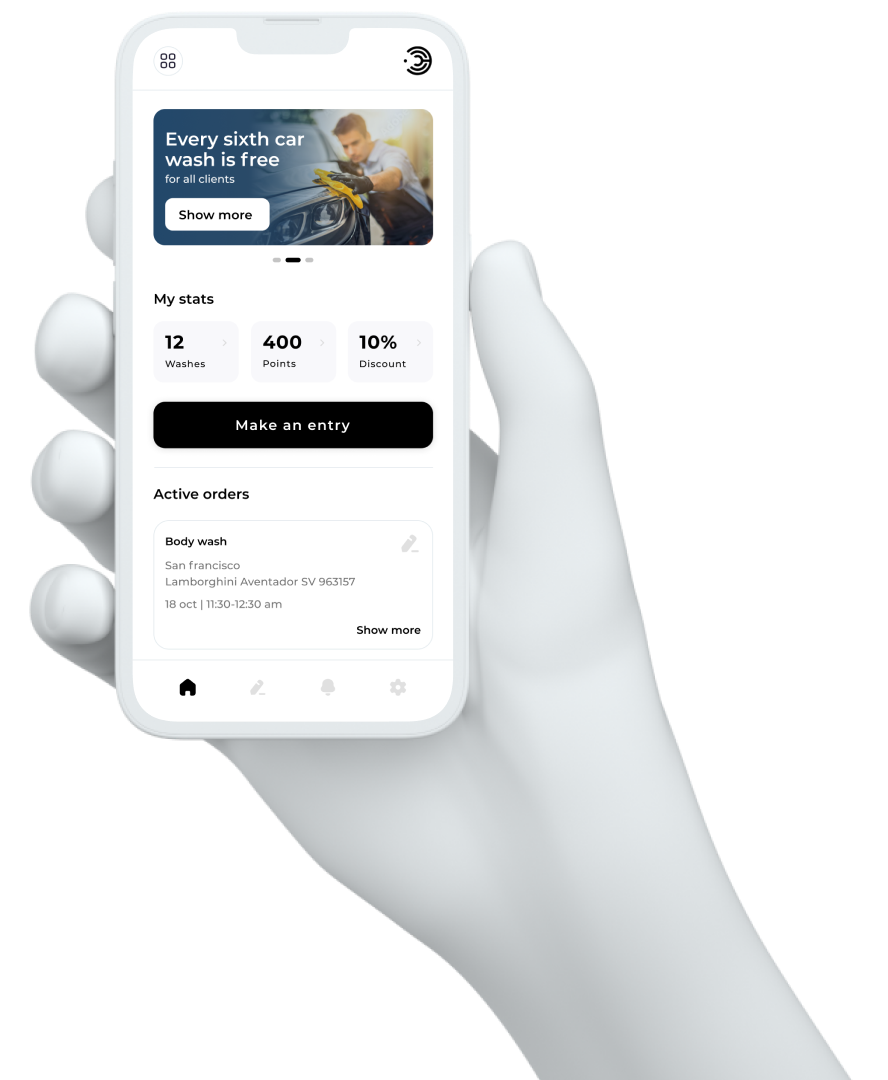 Every sixth car
wash is free
for all clients
Show more
My stats
12
Washes
400
Points
10%
Discount
Make an entry
Active orders
Body wash
San francisco
Lamborghini Aventador SV 963157
18 oct | 11:30-12:30 am
Show more